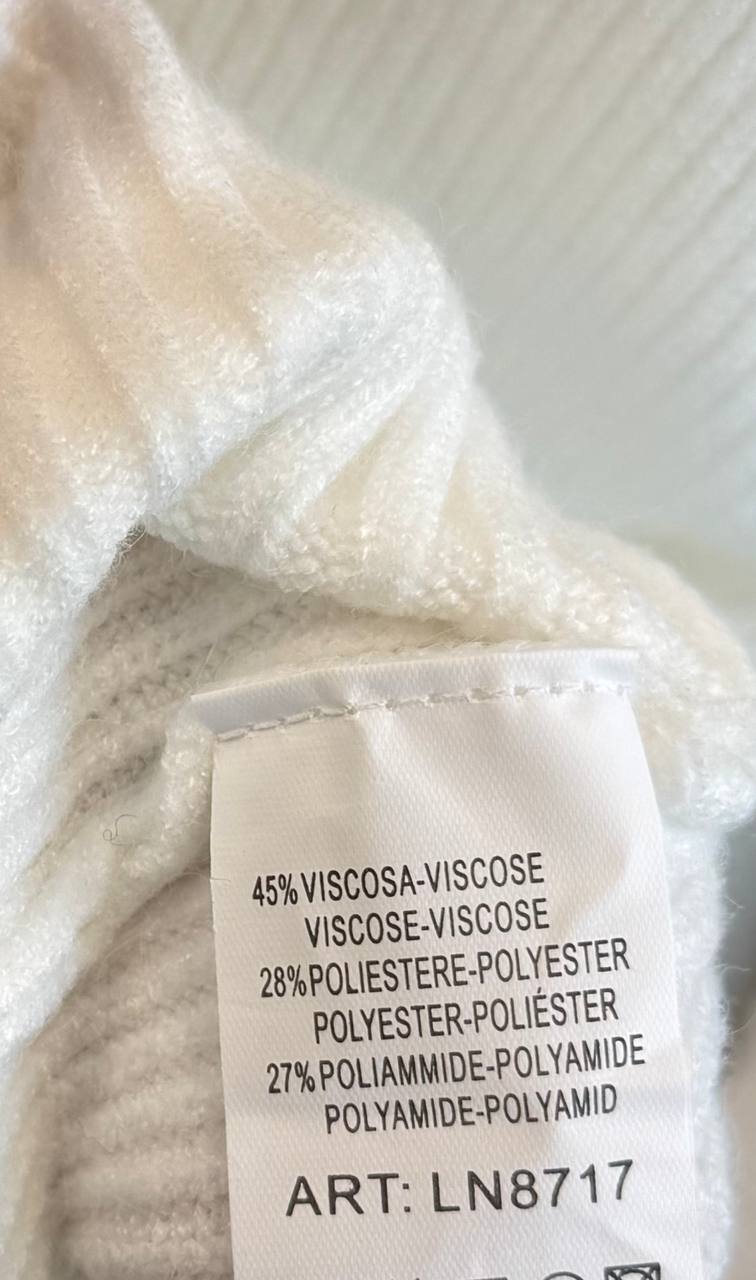 45% VISCOSA-VISCOSE
VISCOSE-VISCOSE
28% POLIESTERE-POLYESTER
POLYESTER-POLIÉSTER
27% POLIAMMIDE-POLYAMIDE
POLYAMIDE-POLYAMID
ART: LN8717